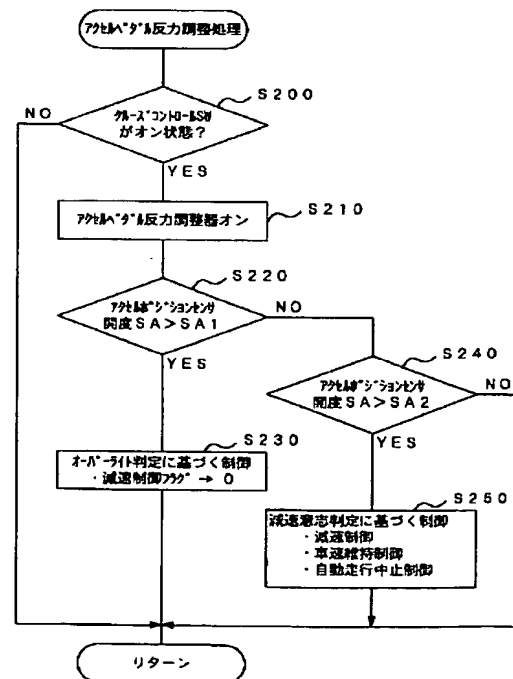 アクセルペダル反力調整処理
S200
NO
クルーズコントロールSW
がオン状態？
YES
S210
アクセルペダル反力調整器オン
S220
アクセルポジションセンサ
開度SA>SA1
NO
YES
S240
アクセルポジションセンサ
開度SA>SA2
NO
YES
S230
オーバーライト判定に基づく制御
・減速制御フラグ→0
S250
減速意志判定に基づく制御
・減速制御
・車速維持制御
・自動走行中止制御
リターン